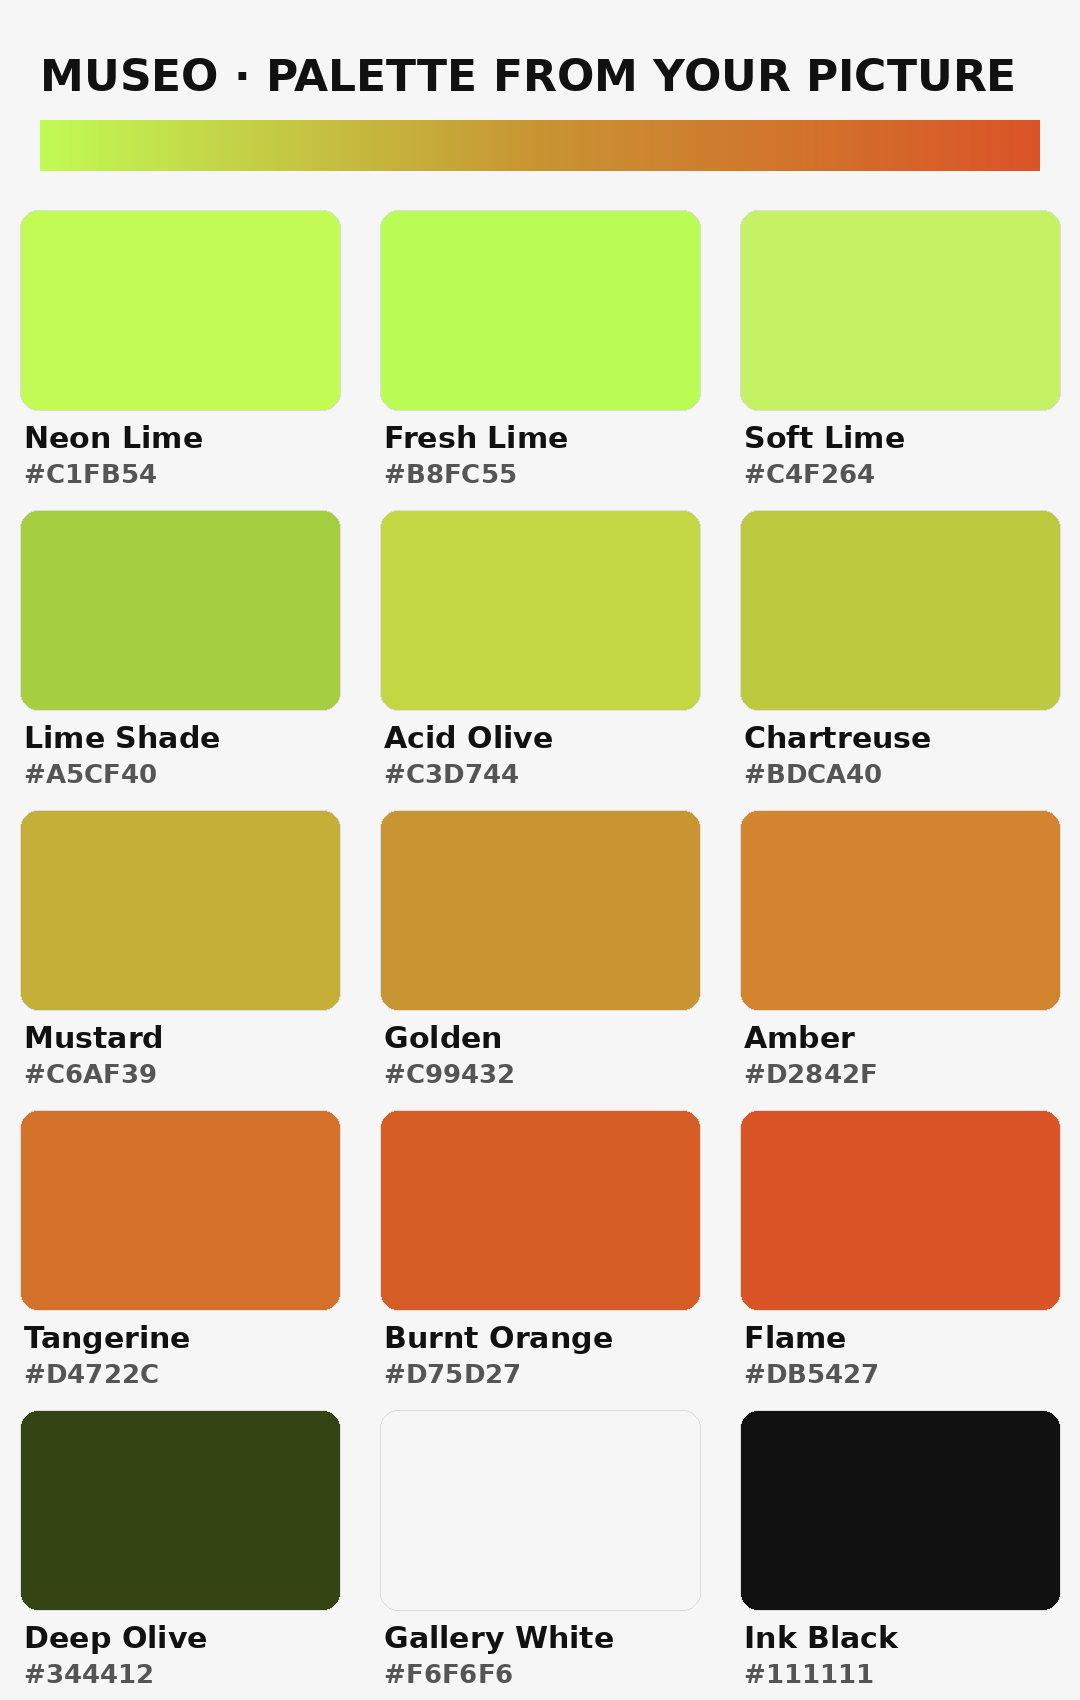 MUSEO · PALETTE FROM YOUR PICTURE
Neon Lime
#C1FB54
Fresh Lime
#B8FC55
Soft Lime
#C4F264
Lime Shade
#A5CF40
Acid Olive
#C3D744
Chartreuse
#BDCA40
Mustard
#C6AF39
Golden
#C99432
Amber
#D2842F
Tangerine
#D4722C
Burnt Orange
#D75D27
Flame
#DB5427
Deep Olive
#344412
Gallery White
#F6F6F6
Ink Black
#111111